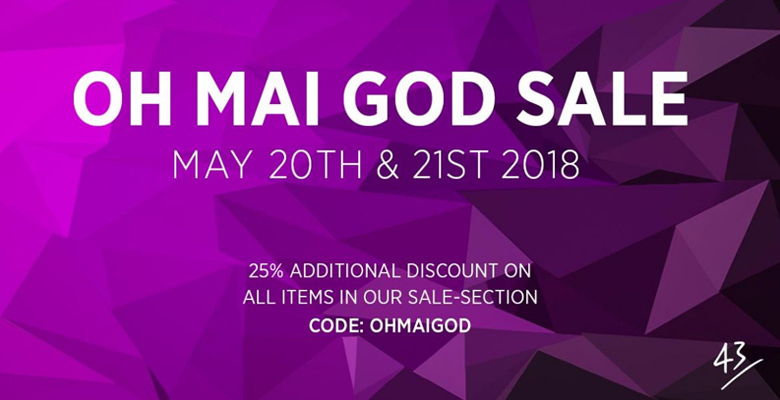 OH MAI GOD SALE
MAY 20TH & 21ST 2018
25% ADDITIONAL DISCOUNT ON
ALL ITEMS IN OUR SALE-SECTION
CODE: OHMAIGOD
43